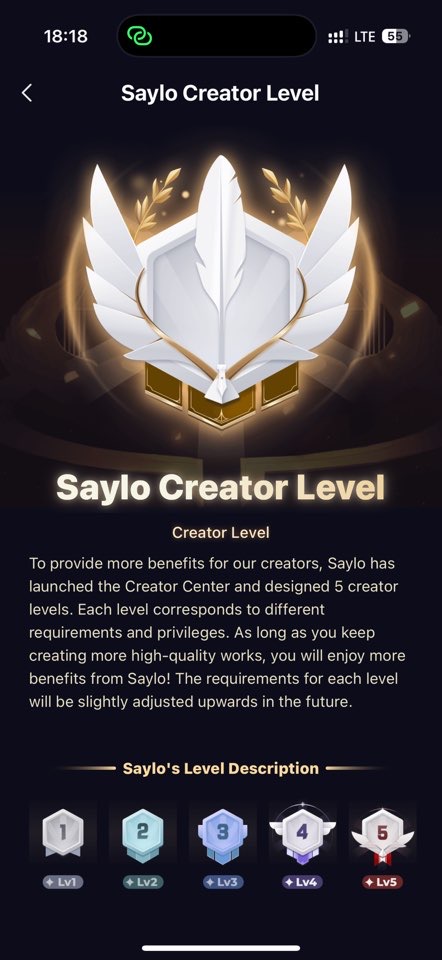 18:18
LTE
55
Saylo Creator Level
Saylo Creator Level
Creator Level
To provide more benefits for our creators, Saylo has
launched the Creator Center and designed 5 creator
levels. Each level corresponds to different
requirements and privileges. As long as you keep
creating more high-quality works, you will enjoy more
benefits from Saylo! The requirements for each level
will be slightly adjusted upwards in the future.
Saylo's Level Description
1 2 3 4 5
Lv1 Lv2 Lv3 Lv4 Lv5